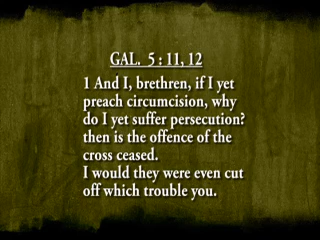 GAL. 5 : 11, 12
1 And I, brethren, if I yet
preach circumcision, why
do I yet suffer persecution?
then is the offence of the
cross ceased.
I would they were even cut
off which trouble you.